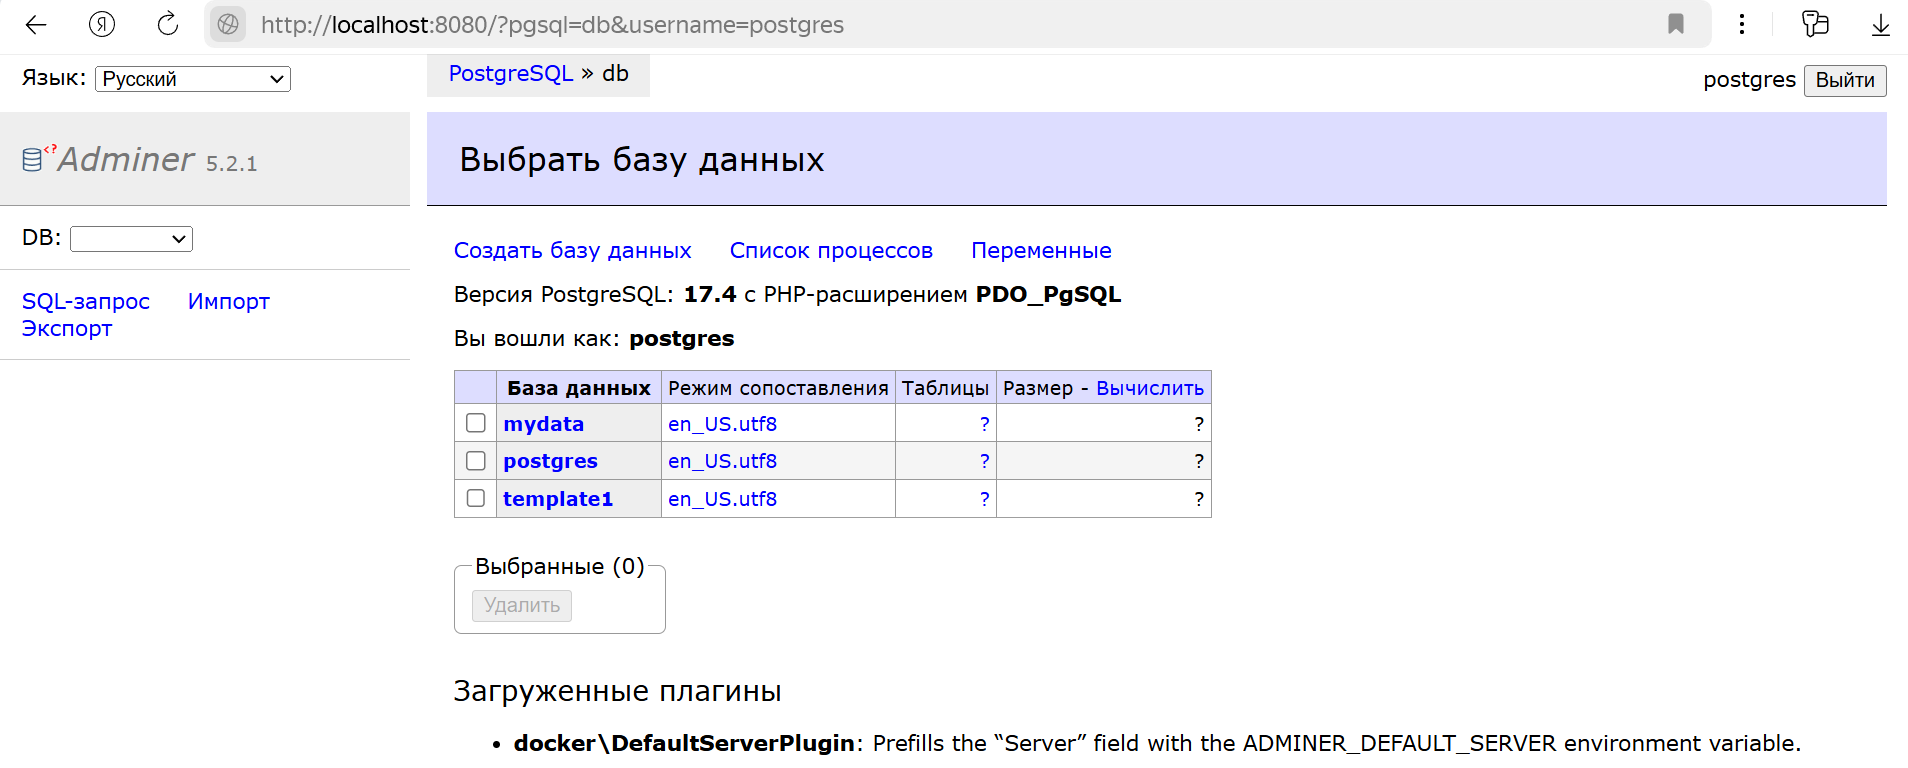 http://localhost:8080/?pgsql=db&username=postgres
Язык: Русский
PostgreSQL » db
postgres Выйти
Adminer 5.2.1
Выбрать базу данных
DB:
SQL-запрос Импорт
Экспорт
Создать базу данных Список процессов Переменные
Версия PostgreSQL: 17.4 с PHP-расширением PDO_PgSQL
Вы вошли как: postgres
База данных Режим сопоставления Таблицы Размер - Вычислить
mydata en_US.utf8 ? ?
postgres en_US.utf8 ? ?
template1 en_US.utf8 ? ?
Выбранные (0)
Удалить
Загруженные плагины
• docker\DefaultServerPlugin: Prefills the “Server” field with the ADMINER_DEFAULT_SERVER environment variable.